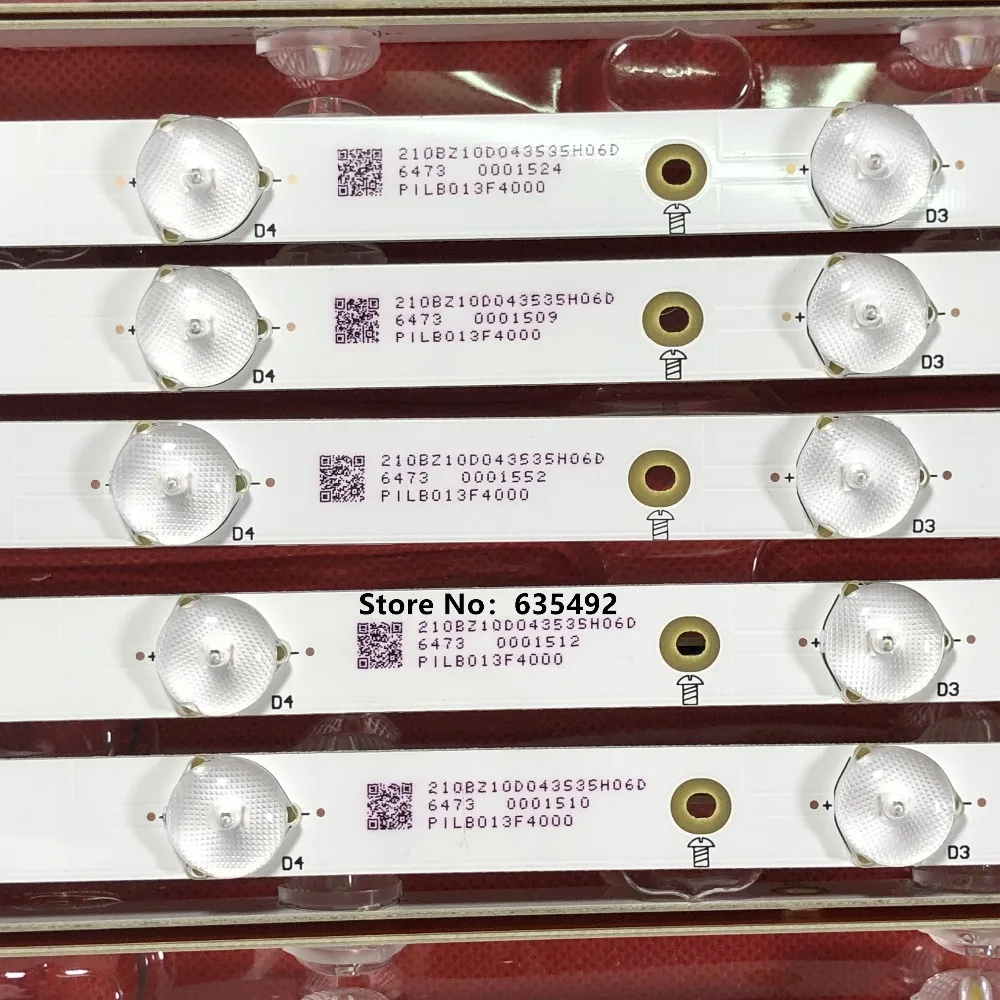 210BZ10D043535H06D
6473 0001524
PILB013F4000
+ -
+ -
D4
D3
210BZ10D043535H06D
6473 0001509
PILB013F4000
+ -
+ -
D4
D3
210BZ10D043535H06D
6473 0001552
PILB013F4000
+ -
+ -
D4
D3
Store No: 635492
210BZ10D043535H06D
6473 0001512
PILB013F4000
+ -
+ -
D4
D3
210BZ10D043535H06D
6473 0001510
PILB013F4000
+ -
+ -
D4
D3